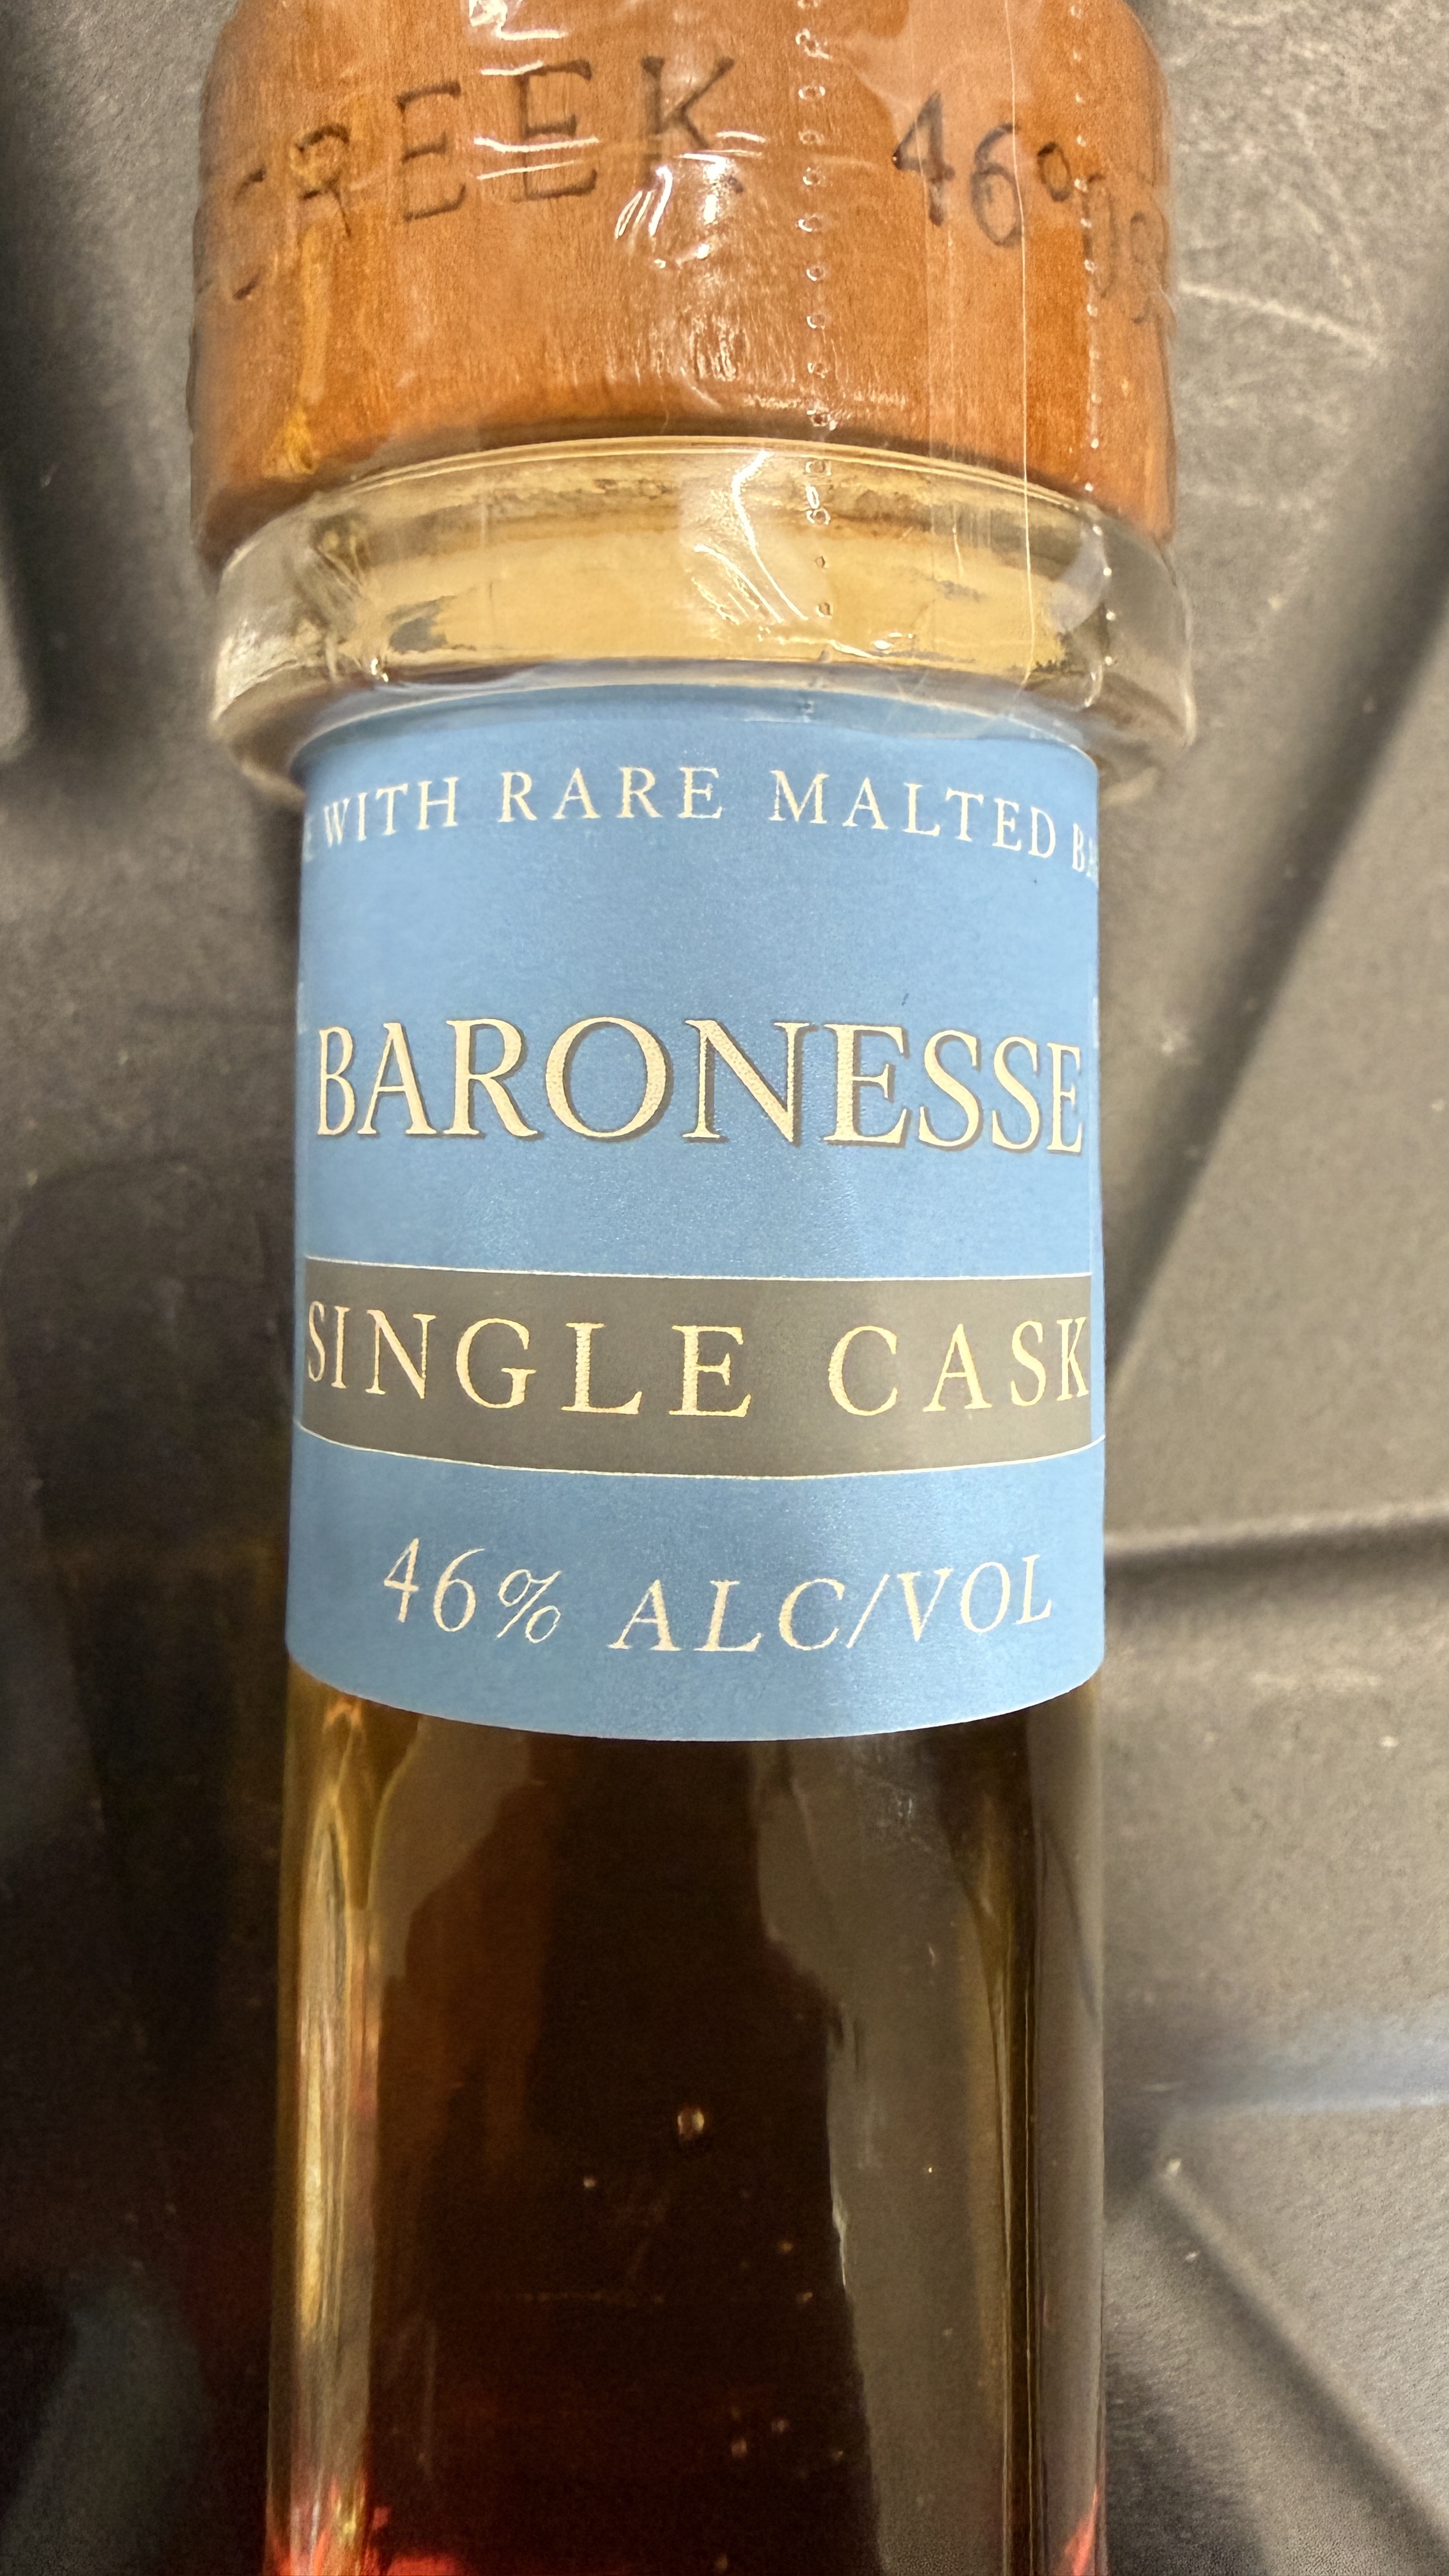 CREEK 46%
WITH RARE MALTED
BARONESSE
SINGLE CASK
46% ALC/VOL